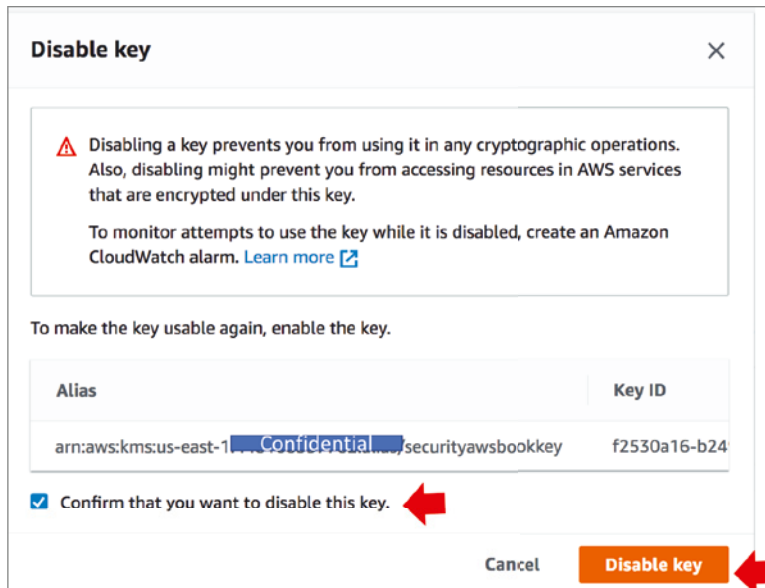 Disable key
Disabling a key prevents you from using it in any cryptographic operations.
Also, disabling might prevent you from accessing resources in AWS services
that are encrypted under this key.
To monitor attempts to use the key while it is disabled, create an Amazon
CloudWatch alarm. Learn more
To make the key usable again, enable the key.
Alias Key ID
arn:aws:kms:us-east-1 Confidential /securityawsbookkey f2530a16-b24
Confirm that you want to disable this key.
Cancel Disable key